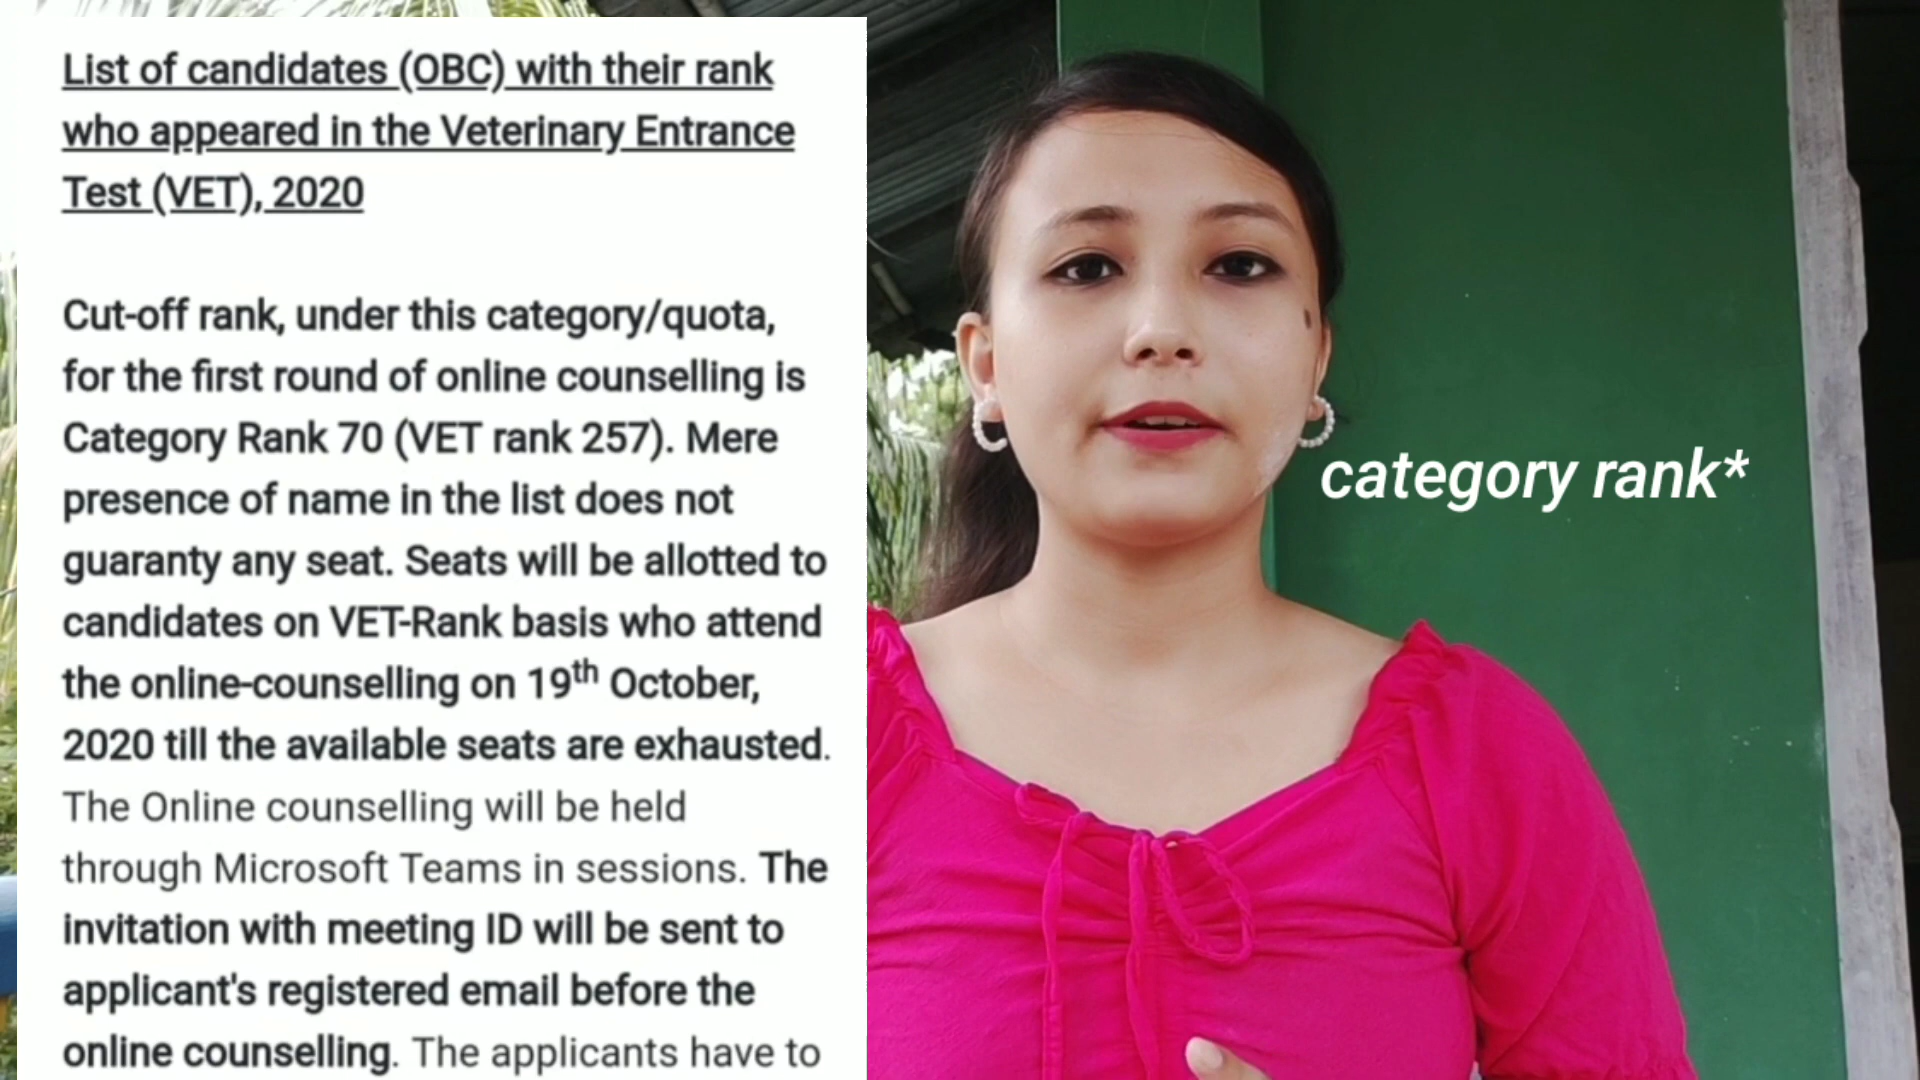 List of candidates (OBC) with their rank
who appeared in the Veterinary Entrance
Test (VET), 2020
Cut-off rank, under this category/quota,
for the first round of online counselling is
Category Rank 70 (VET rank 257). Mere
presence of name in the list does not
guaranty any seat. Seats will be allotted to
candidates on VET-Rank basis who attend
the online-counselling on 19th October,
2020 till the available seats are exhausted.
The Online counselling will be held
through Microsoft Teams in sessions. The
invitation with meeting ID will be sent to
applicant's registered email before the
online counselling. The applicants have to
category rank*